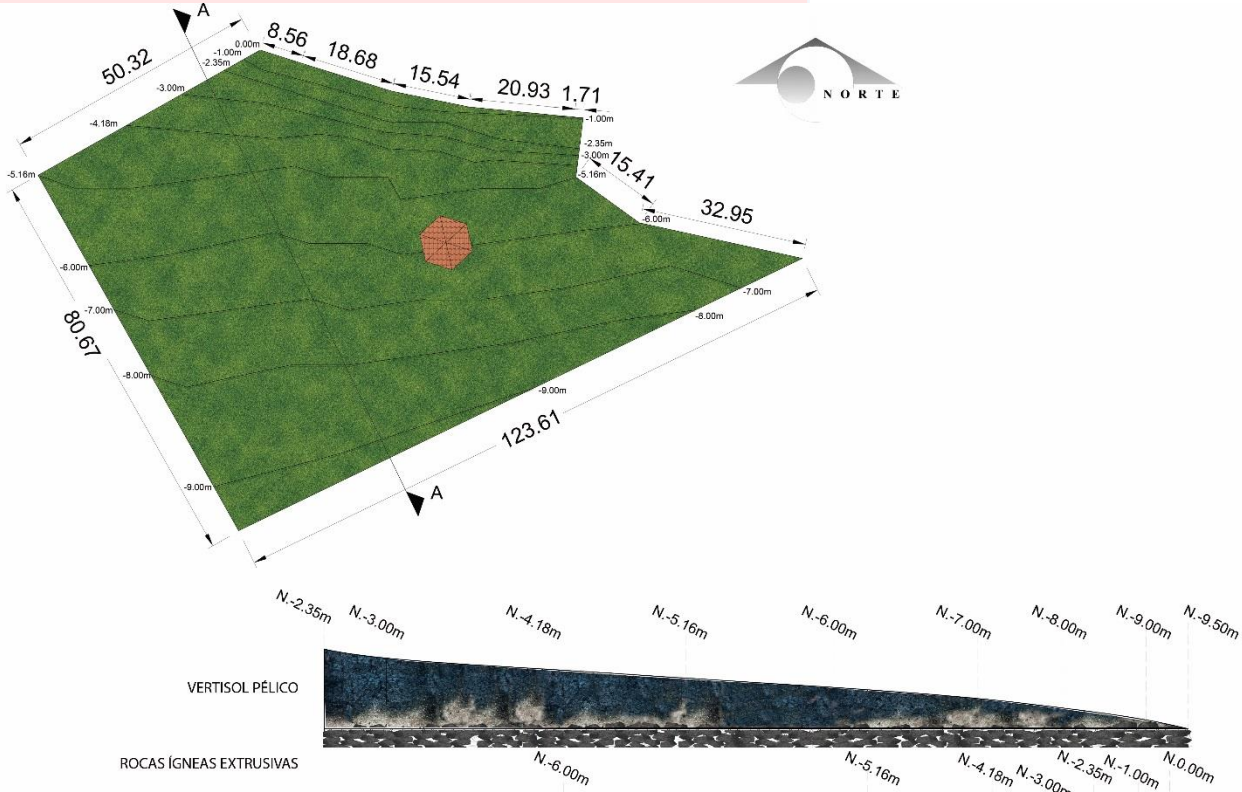 A
50.32
8.56
18.68
15.54
20.93
1.71
0.00m
-1.00m
-2.35m
-3.00m
-4.18m
-5.16m
NORTE
-1.00m
-2.35m
-3.00m
-5.16m
15.41
32.95
-6.00m
-6.00m
-7.00m
-7.00m
-8.00m
80.67
-8.00m
-9.00m
123.61
-9.00m
A
N.-2.35m
N.-3.00m
N.-4.18m
N.-5.16m
N.-6.00m
N.-7.00m
N.-8.00m
N.-9.00m
N.-9.50m
VERTISOL PÉLICO
ROCAS ÍGNEAS EXTRUSIVAS
N.-6.00m
N.-5.16m
N.-4.18m
N.-3.00m
N.-2.35m
N.-1.00m
N.0.00m